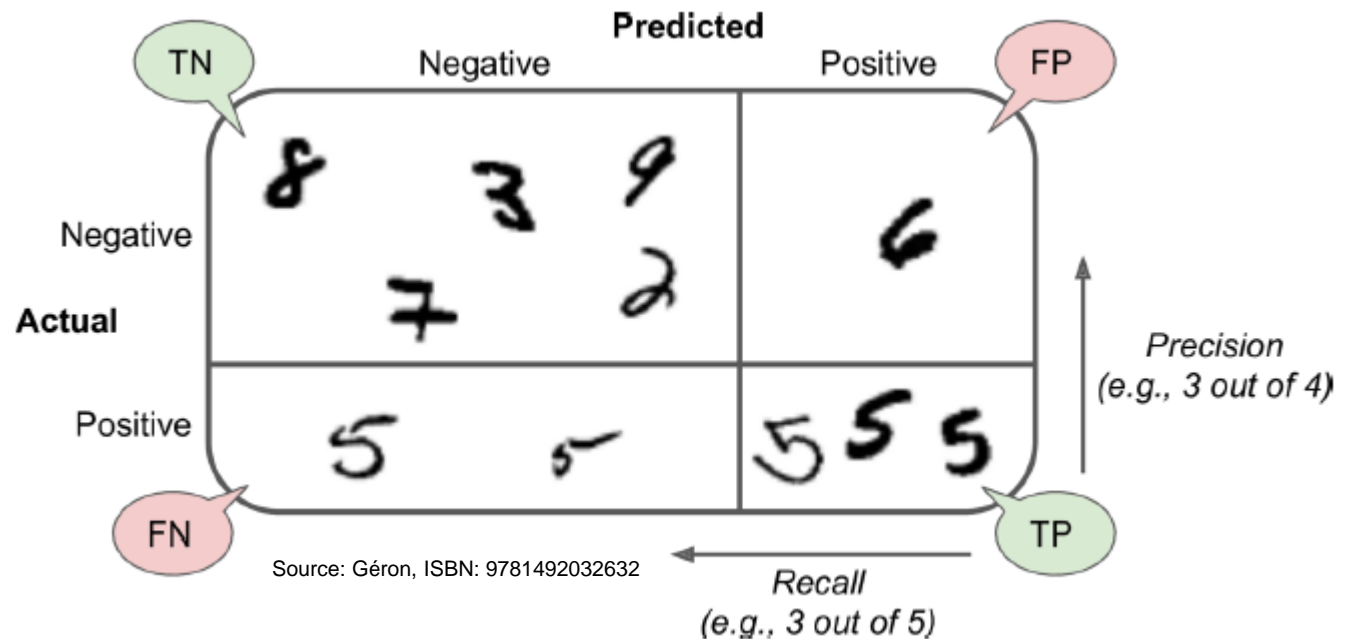 Predicted
TN
Negative
Positive
FP
8
3
9
Negative
6
7
2
Actual
Precision
(e.g., 3 out of 4)
Positive
5
5
5
5
5
FN
TP
Source: Géron, ISBN: 9781492032632
Recall
(e.g., 3 out of 5)